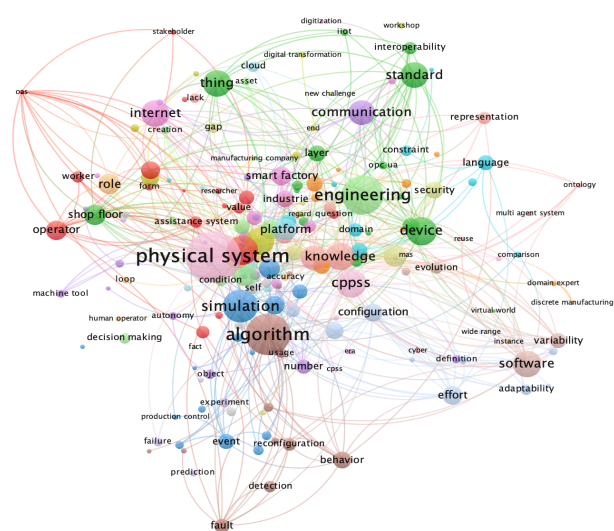 digitization
workshop
stakeholder
iiot
interoperability
digital transformation
cloud
standard
thing
asset
oas
lack
new challenge
value
internet
communication
creation
gap
end
representation
manufacturing company
layer
constraint
opc ua
language
worker
role
form
researcher
smart factory
security
ontology
industrie
engineering
value
multi agent system
shop floor
assistance system
regard question
operator
platform
domain
device
reuse
physical system
knowledge
mas
comparison
condition
accuracy
evolution
loop
self
cppss
domain expert
machine tool
discrete manufacturing
simulation
configuration
virtual world
autonomy
human operator
algorithm
wide range
decision making
instance
variability
fact
usage
era
cyber
definition
software
object
number
cpss
effort
adaptability
experiment
production control
failure
event
reconfiguration
behavior
prediction
detection
fault